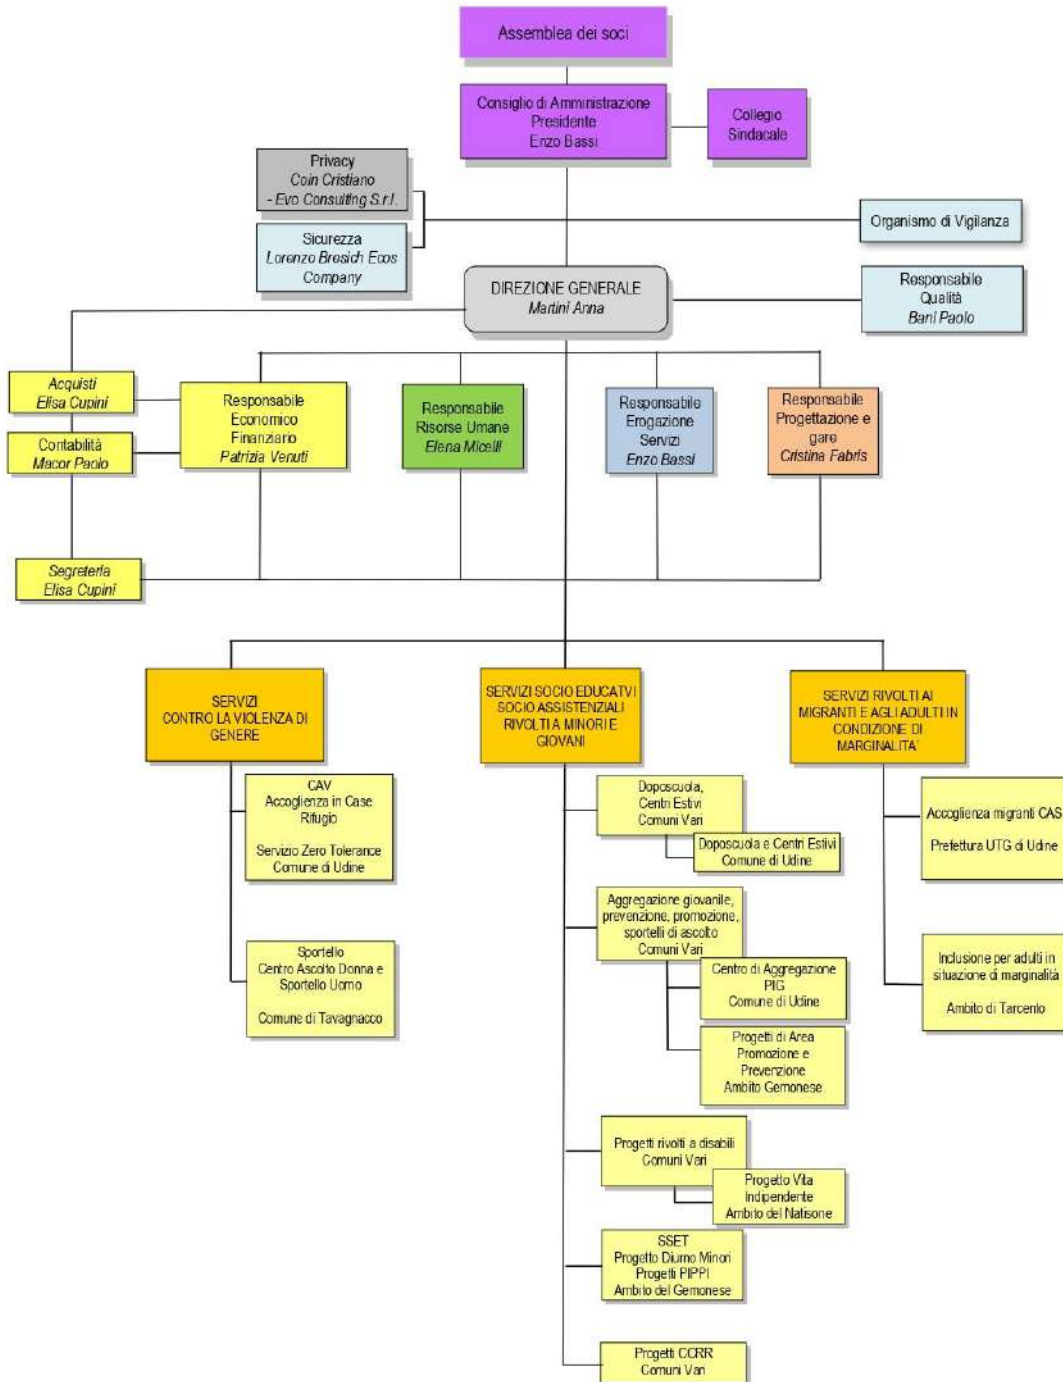 Assemblea dei soci
Consiglio di Amministrazione
Presidente
Enzo Bassi
Collegio
Sindacale
Privacy
Coin Cristiano
- Evo Consulting S.r.l.
Sicurezza
Lorenzo Bresich Ecos
Company
Organismo di Vigilanza
DIREZIONE GENERALE
Martini Anna
Responsabile
Qualità
Bani Paolo
Acquisti
Elisa Cupini
Contabilità
Macor Paolo
Responsabile
Economico
Finanziario
Patrizia Venuti
Responsabile
Risorse Umane
Elena Micelli
Responsabile
Erogazione
Servizi
Enzo Bassi
Responsabile
Progettazione e
gare
Cristina Fabris
Segreteria
Elisa Cupini
SERVIZI
CONTRO LA VIOLENZA DI
GENERE
CAV
Accoglienza in Case
Rifugio
Servizio Zero Tolerance
Comune di Udine
Sportello
Centro Ascolto Donna e
Sportello Uomo
Comune di Tavagnacco
SERVIZI SOCIO EDUCATVI
SOCIO ASSISTENZIALI
RIVOLTI A MINORI E
GIOVANI
Doposcuola,
Centri Estivi
Comuni Vari
Doposcuola e Centri Estivi
Comune di Udine
Aggregazione giovanile,
prevenzione, promozione,
sportelli di ascolto
Comuni Vari
Centro di Aggregazione
PIG
Comune di Udine
Progetti di Area
Promozione e
Prevenzione
Ambito Gemonese
Progetti rivolti a disabili
Comuni Vari
Progetto Vita
Indipendente
Ambito del Natisone
SSET
Progetto Diurno Minori
Progetti PIPPI
Ambito del Gemonese
Progetti CCRR
Comuni Vari
SERVIZI RIVOLTI AI
MIGRANTI E AGLI ADULTI IN
CONDIZIONE DI
MARGINALITA'
Accoglienza migranti CAS
Prefettura UTG di Udine
Inclusione per adulti in
situazione di marginalità
Ambito di Tarcento